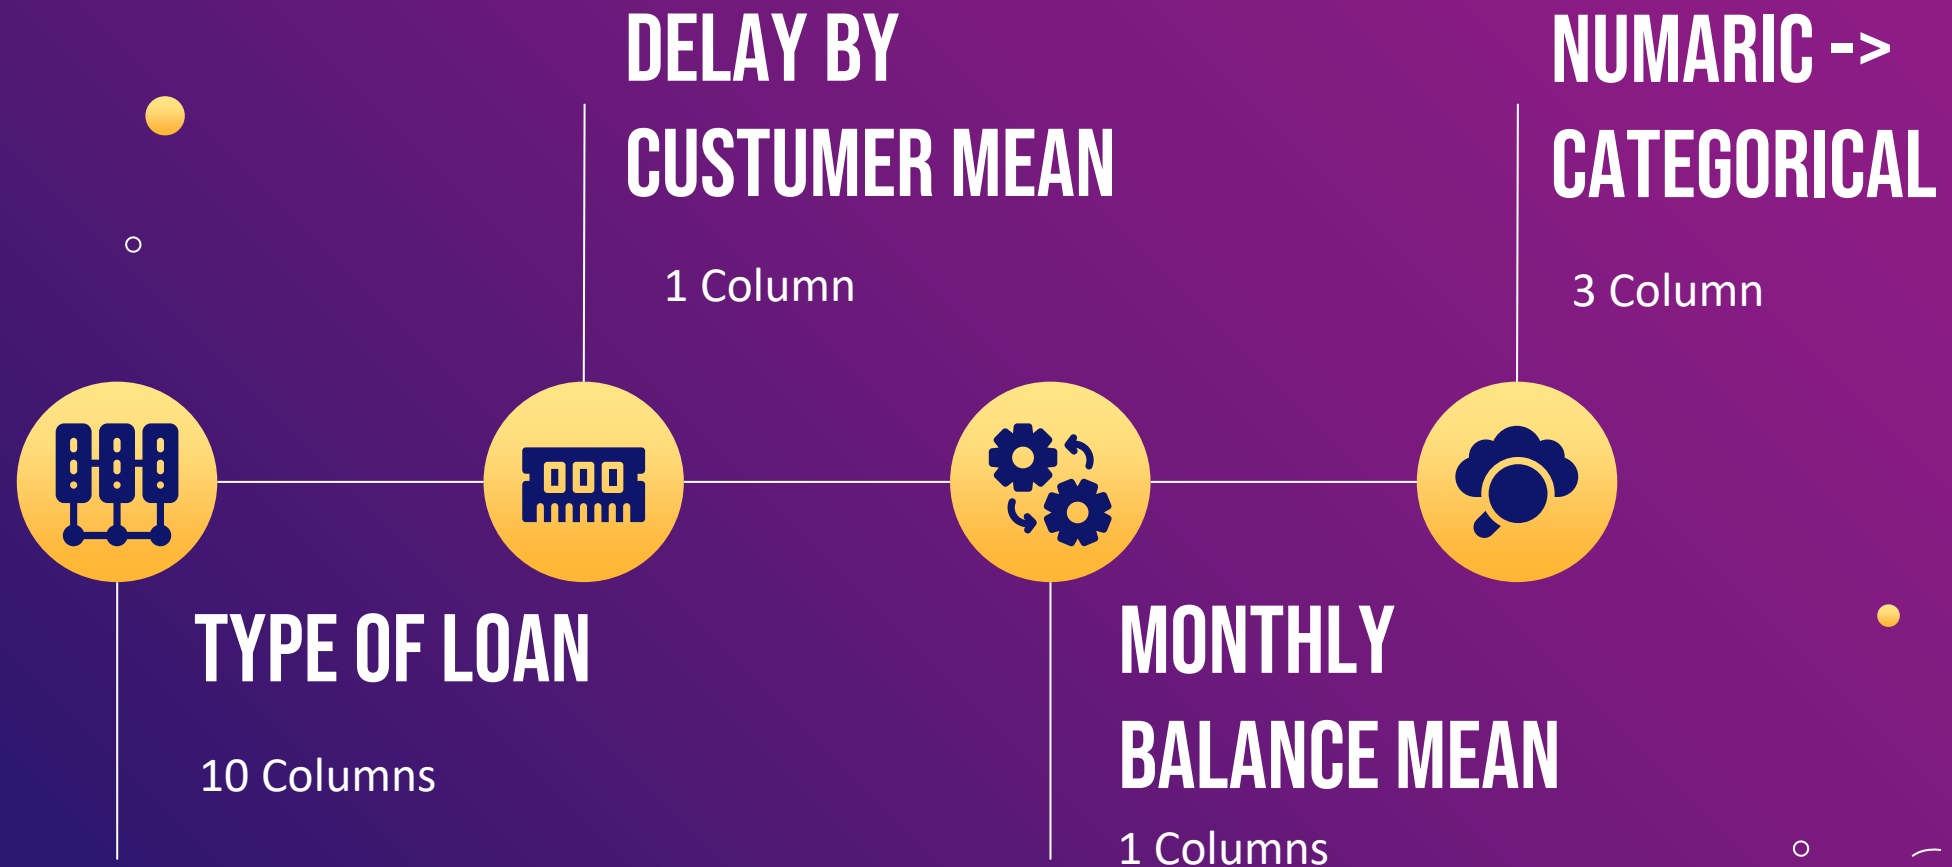 DELAY BY
CUSTUMER MEAN
1 Column
NUMARIC ->
CATEGORICAL
3 Column
TYPE OF LOAN
10 Columns
MONTHLY
BALANCE MEAN
1 Columns